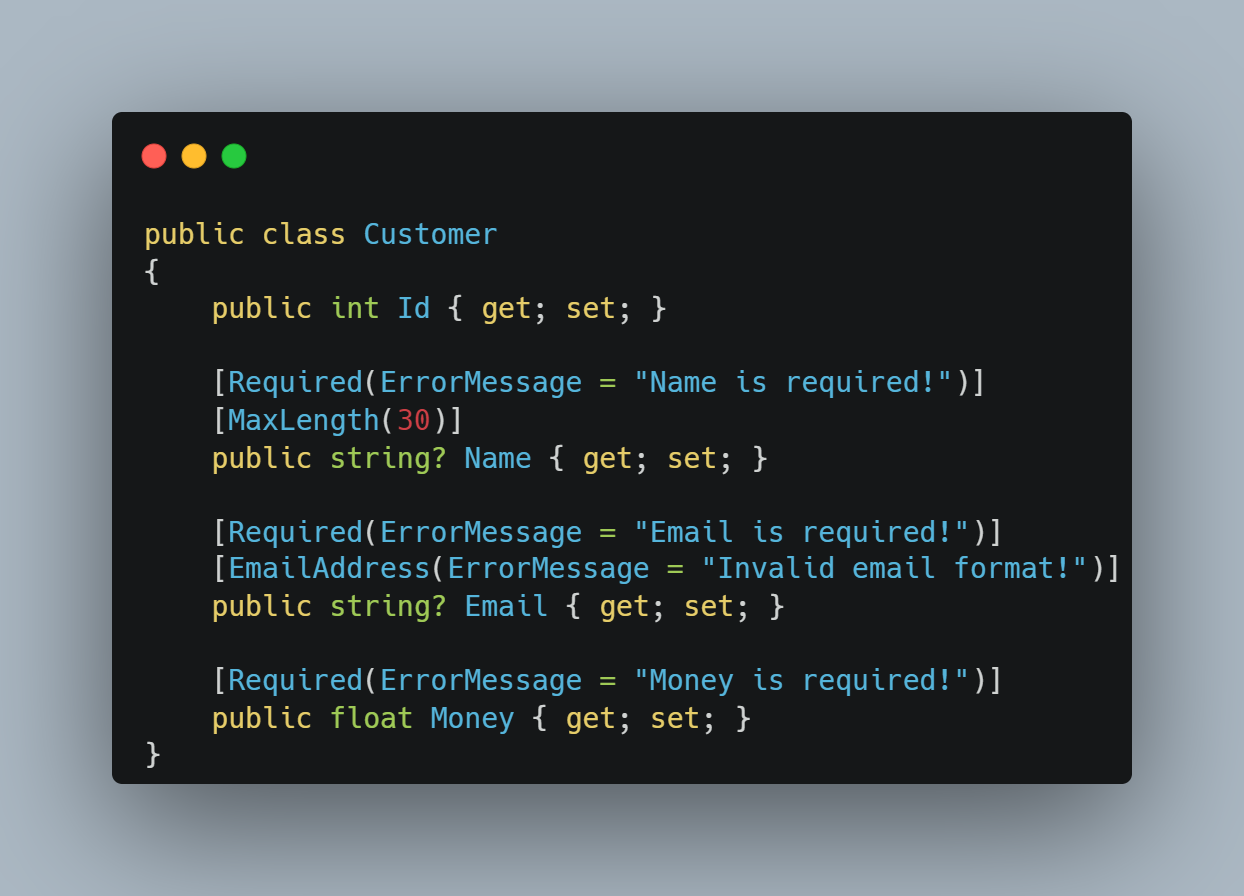 public class Customer
{
    public int Id { get; set; }

    [Required(ErrorMessage = "Name is required!")]
    [MaxLength(30)]
    public string? Name { get; set; }

    [Required(ErrorMessage = "Email is required!")]
    [EmailAddress(ErrorMessage = "Invalid email format!")]
    public string? Email { get; set; }

    [Required(ErrorMessage = "Money is required!")]
    public float Money { get; set; }
}